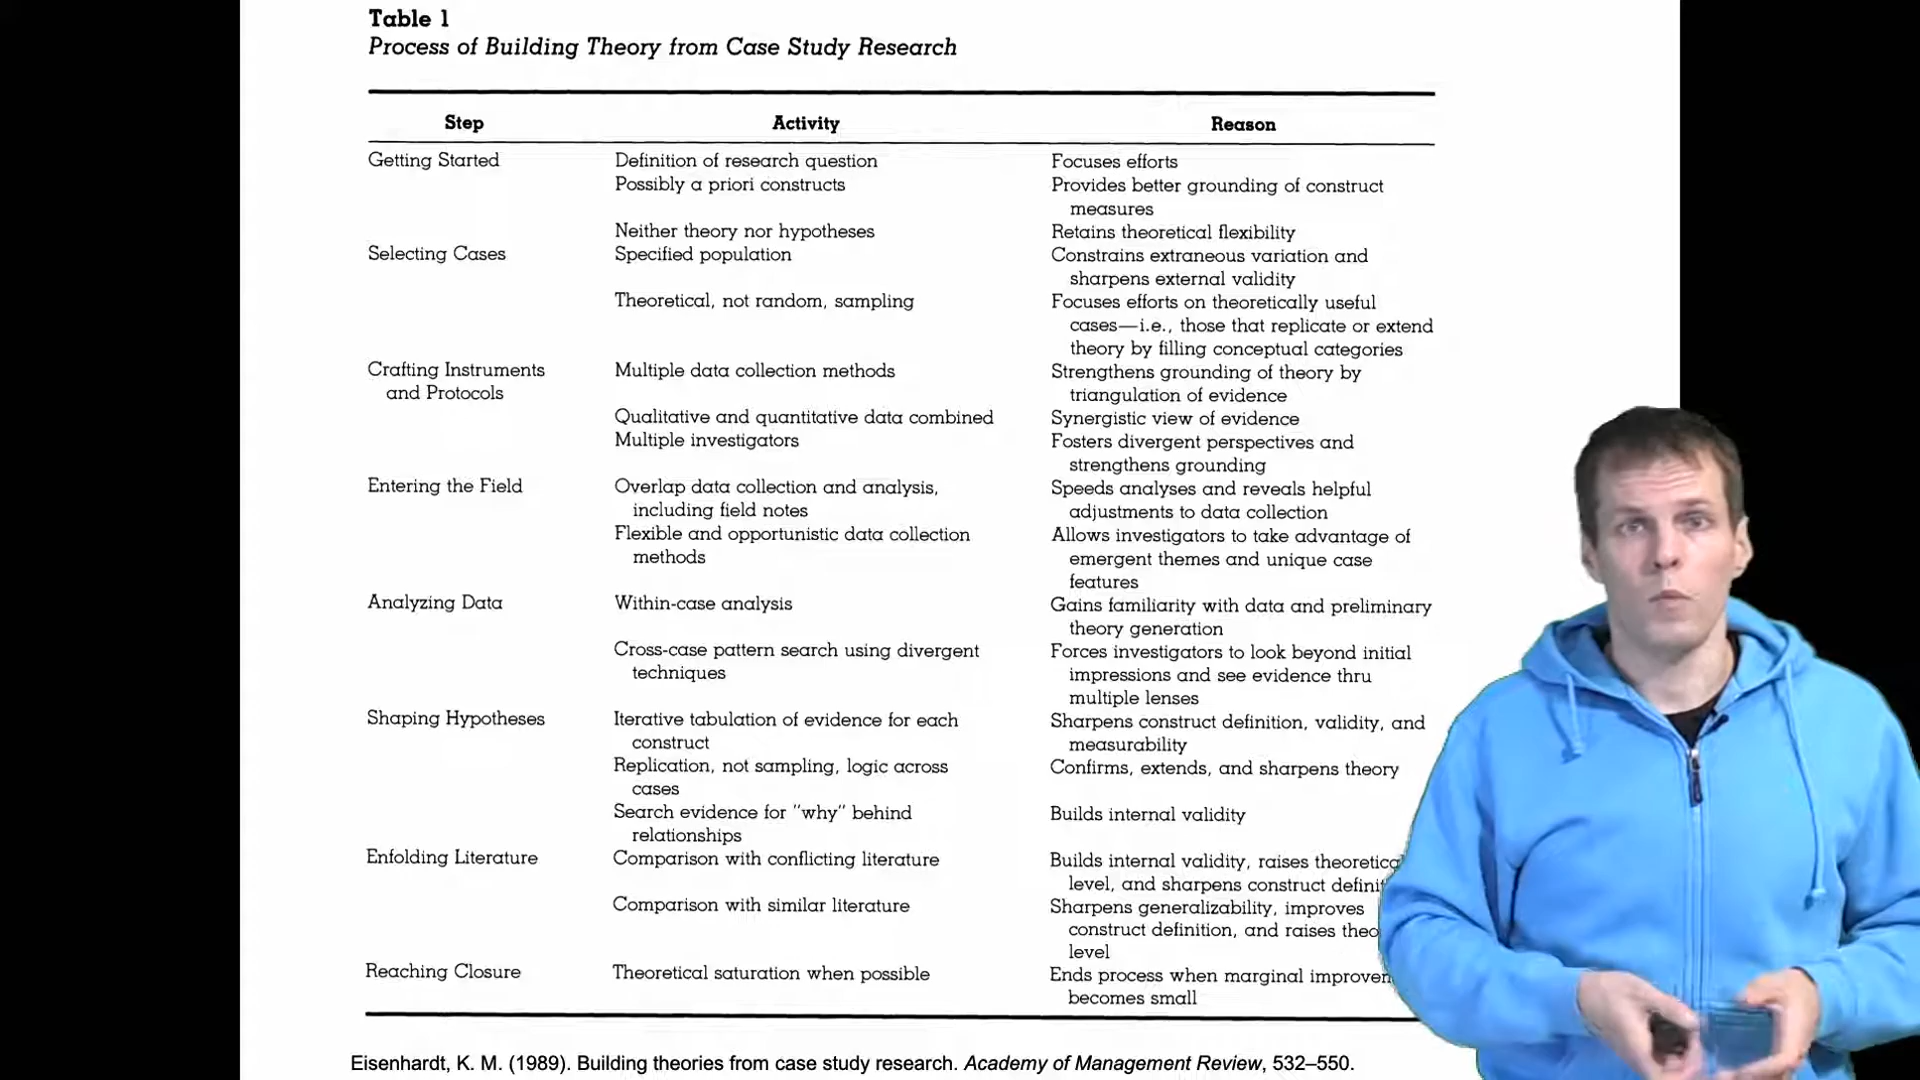 Table 1
Process of Building Theory from Case Study Research
Step Activity Reason
Getting Started Definition of research question Focuses efforts
Possibly a priori constructs Provides better grounding of construct
measures
Neither theory nor hypotheses Retains theoretical flexibility
Selecting Cases Specified population Constrains extraneous variation and
sharpens external validity
Theoretical, not random, sampling Focuses efforts on theoretically useful
cases—i.e., those that replicate or extend
theory by filling conceptual categories
Crafting Instruments Multiple data collection methods Strengthens grounding of theory by
and Protocols triangulation of evidence
Qualitative and quantitative data combined Synergistic view of evidence
Multiple investigators Fosters divergent perspectives and
strengthens grounding
Entering the Field Overlap data collection and analysis, Speeds analyses and reveals helpful
including field notes adjustments to data collection
Flexible and opportunistic data collection Allows investigators to take advantage of
methods emergent themes and unique case
features
Analyzing Data Within-case analysis Gains familiarity with data and preliminary
theory generation
Cross-case pattern search using divergent Forces investigators to look beyond initial
techniques impressions and see evidence thru
multiple lenses
Shaping Hypotheses Iterative tabulation of evidence for each Sharpens construct definition, validity, and
construct measurability
Replication, not sampling, logic across Confirms, extends, and sharpens theory
cases
Search evidence for "why" behind Builds internal validity
relationships
Enfolding Literature Comparison with conflicting literature Builds internal validity, raises
level, and sharpens construct
Comparison with similar literature Sharpens generalizability, improves
construct definition, and raises
level
Reaching Closure Theoretical saturation when possible Ends process when marginal
becomes small
Eisenhardt, K. M. (1989). Building theories from case study research. Academy of Management Review, 532–550.